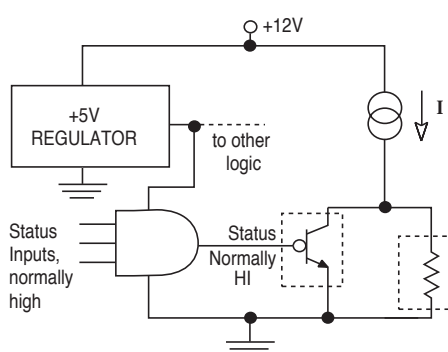 +12V
+5V
REGULATOR
I
to other
logic
Status
Inputs,
normally
high
Status
Normally
HI